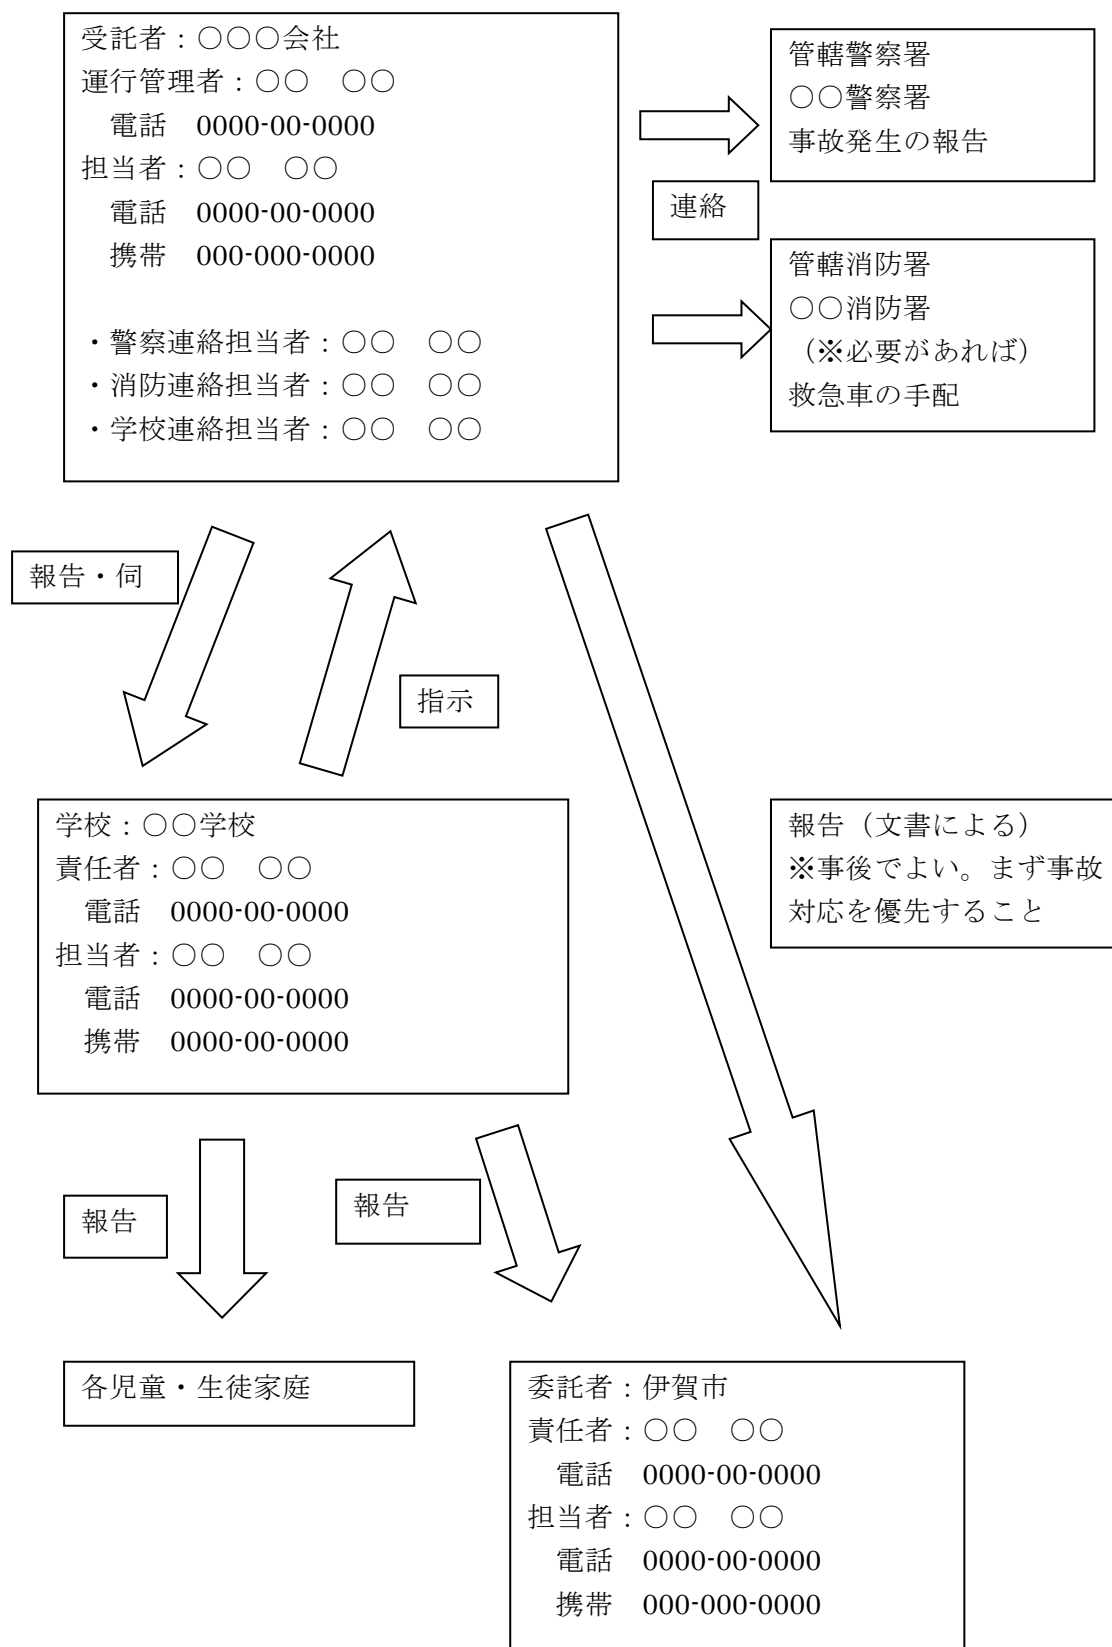 受託者：○○○会社
運行管理者：○○　○○
　電話　0000-00-0000
担当者：○○　○○
　電話　0000-00-0000
　携帯　000-000-0000
・警察連絡担当者：○○　○○
・消防連絡担当者：○○　○○
・学校連絡担当者：○○　○○
管轄警察署
○○警察署
事故発生の報告
連絡
管轄消防署
○○消防署
（※必要があれば）
救急車の手配
報告・伺
指示
学校：○○学校
責任者：○○　○○
　電話　0000-00-0000
担当者：○○　○○
　電話　0000-00-0000
　携帯　0000-00-0000
報告（文書による）
※事後でよい。まず事故
対応を優先すること
報告
報告
各児童・生徒家庭
委託者：伊賀市
責任者：○○　○○
　電話　0000-00-0000
担当者：○○　○○
　電話　0000-00-0000
　携帯　000-000-0000